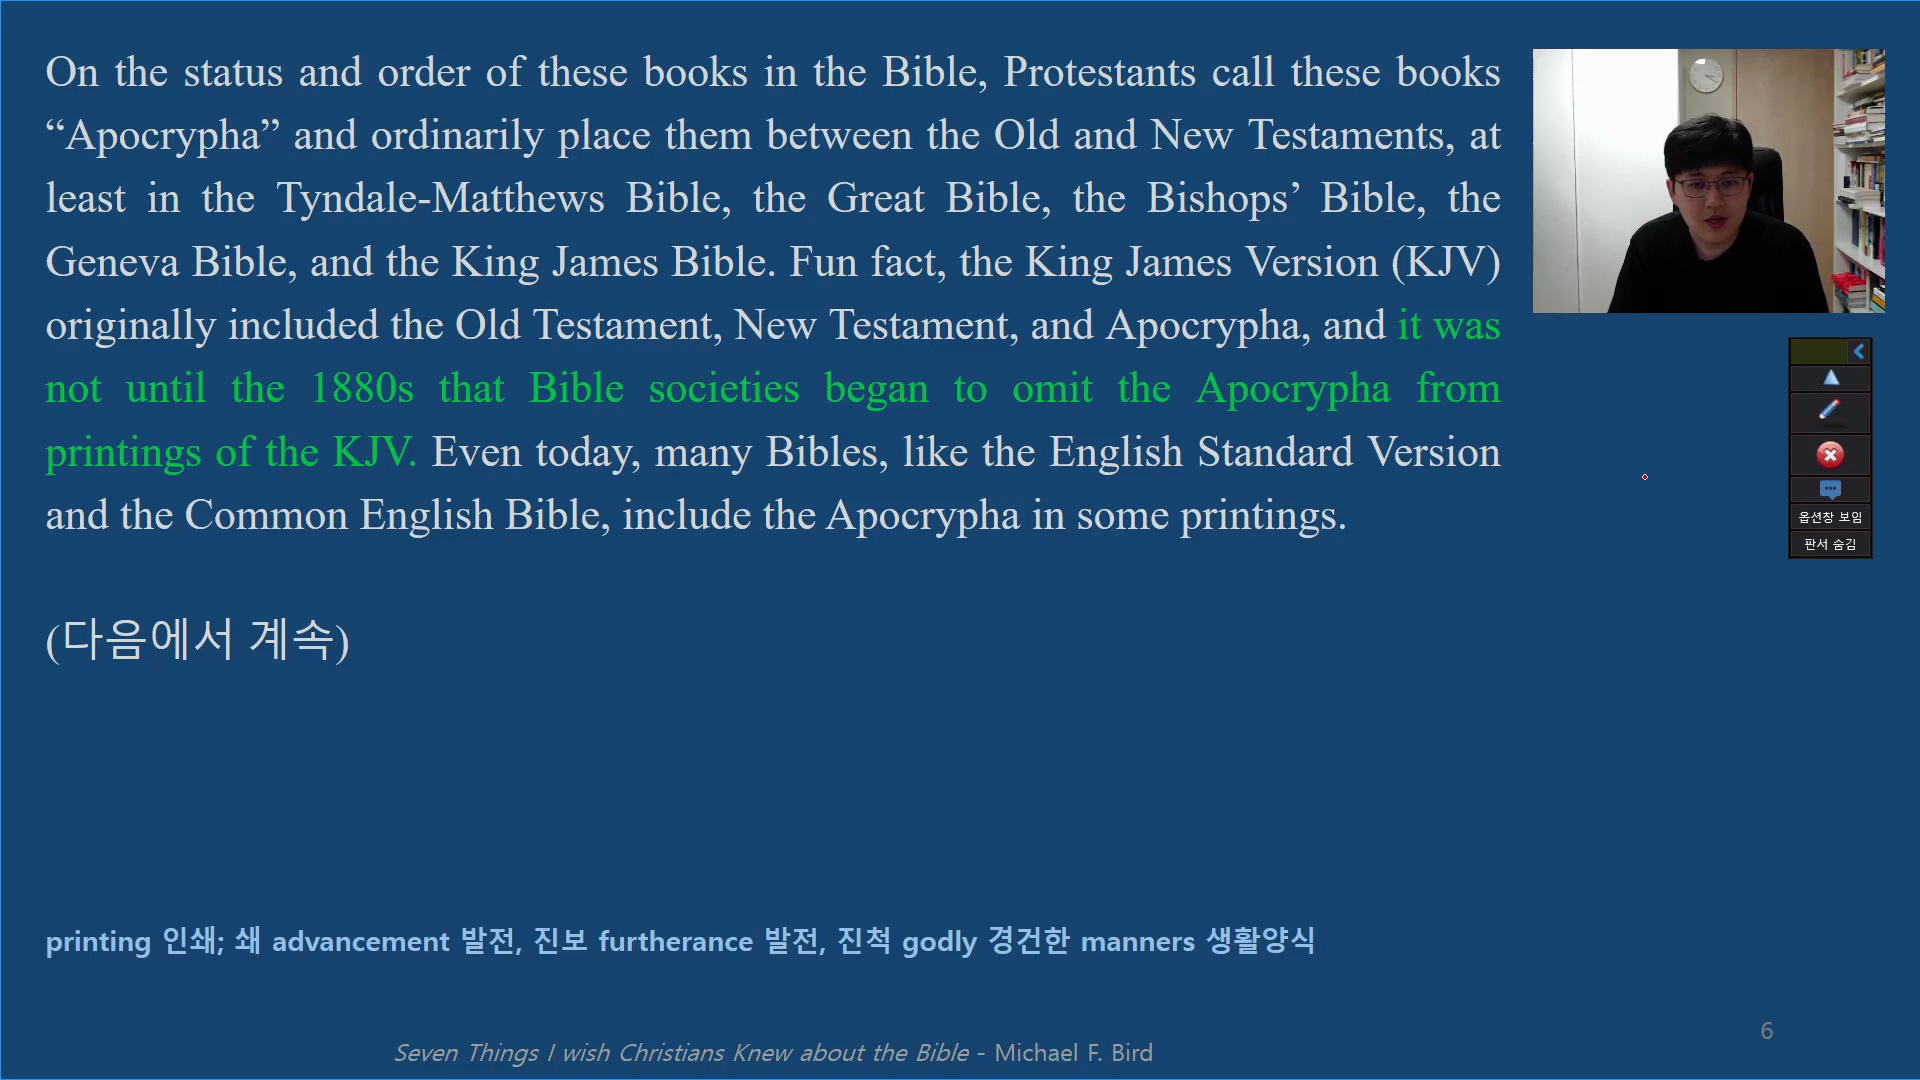 On the status and order of these books in the Bible, Protestants call these books
“Apocrypha” and ordinarily place them between the Old and New Testaments, at
least in the Tyndale-Matthews Bible, the Great Bible, the Bishops’ Bible, the
Geneva Bible, and the King James Bible. Fun fact, the King James Version (KJV)
originally included the Old Testament, New Testament, and Apocrypha, and it was
not until the 1880s that Bible societies began to omit the Apocrypha from
printings of the KJV. Even today, many Bibles, like the English Standard Version
and the Common English Bible, include the Apocrypha in some printings.
(다음에서 계속)
옵션창 보임
판서 숨김
printing 인쇄; 쇄 advancement 발전, 진보 furtherance 발전, 진척 godly 경건한 manners 생활양식
6
Seven Things I wish Christians Knew about the Bible - Michael F. Bird